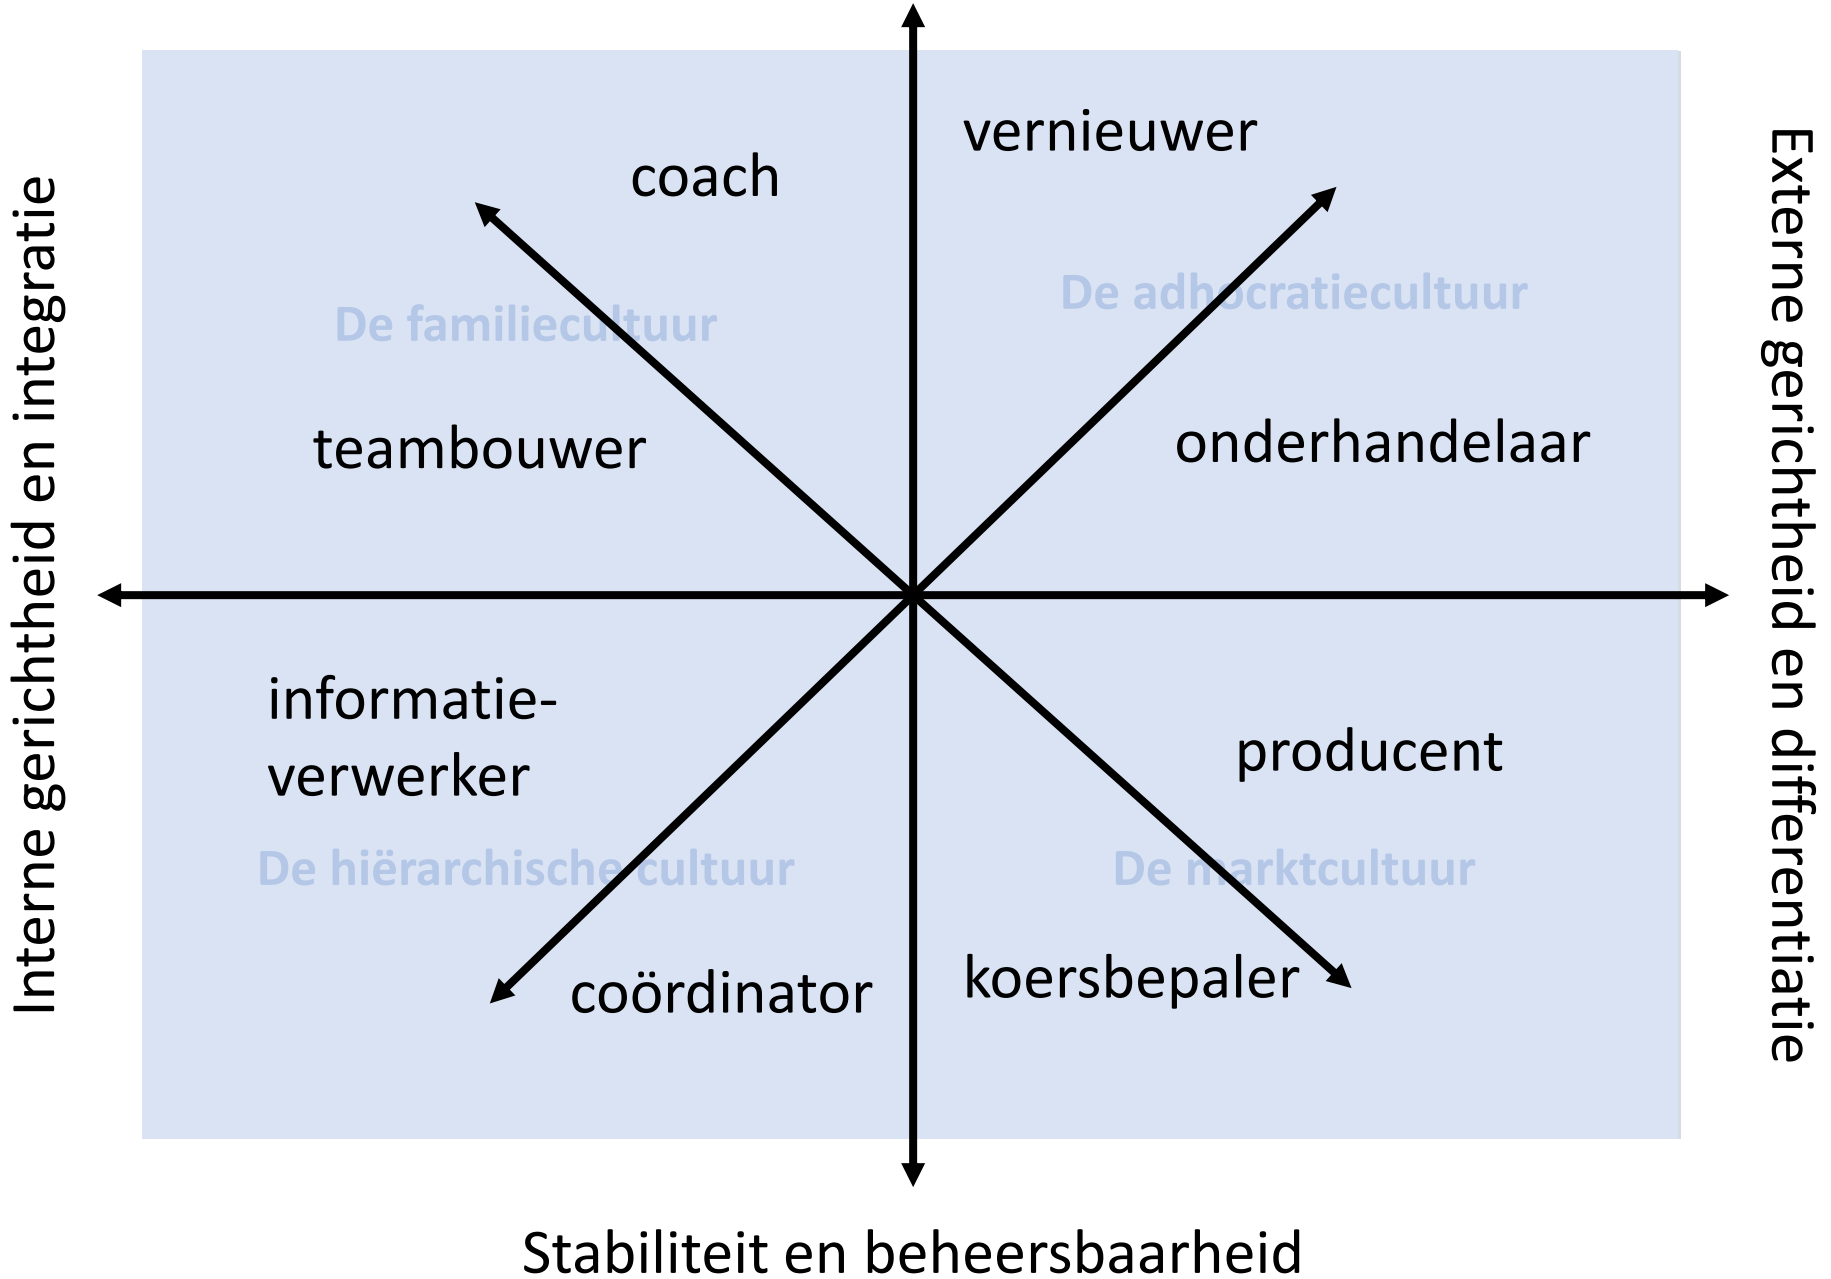 vernieuwer
coach
De adhocratiecultuur
De familiecultuur
teambouwer
onderhandelaar
Interne gerichtheid en integratie
Externe gerichtheid en differentiatie
informatie-
verwerker
producent
De hiërarchische cultuur
De marktcultuur
coördinator
koersbepaler
Stabiliteit en beheersbaarheid